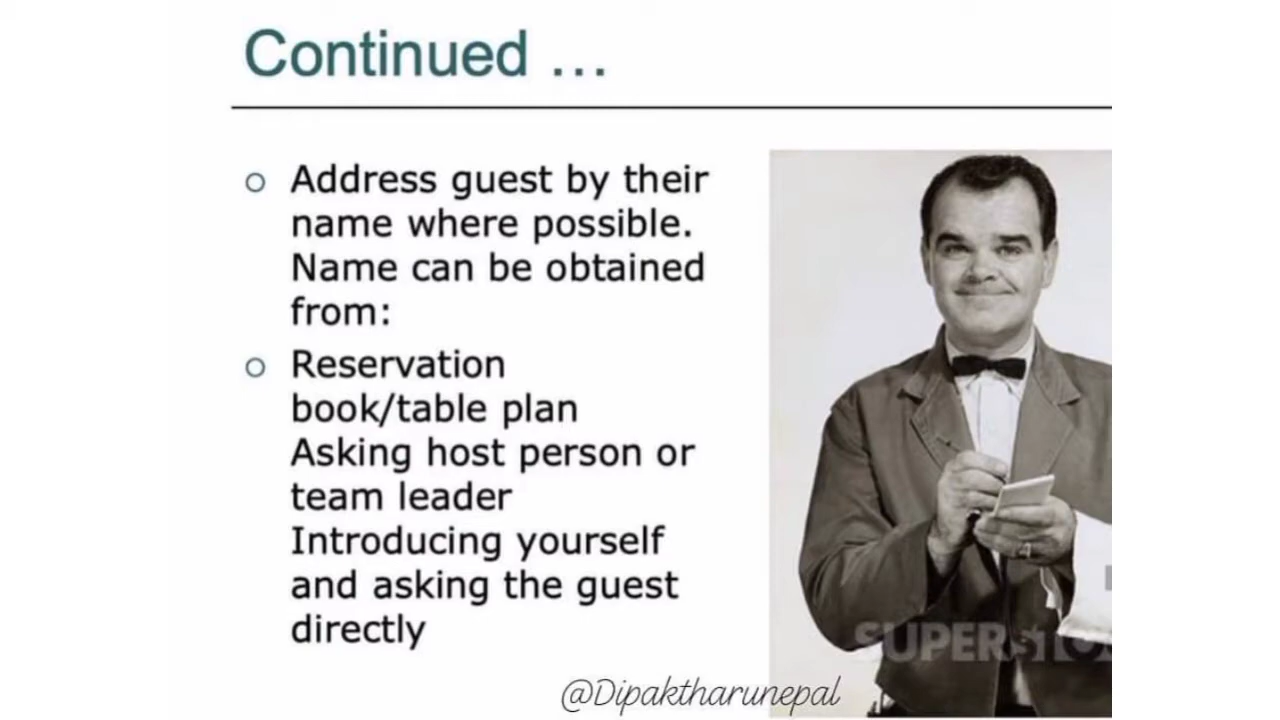 Continued ...
Address guest by their
name where possible.
Name can be obtained
from:
Reservation
book/table plan
Asking host person or
team leader
Introducing yourself
and asking the guest
directly
@Dipaktharunepal